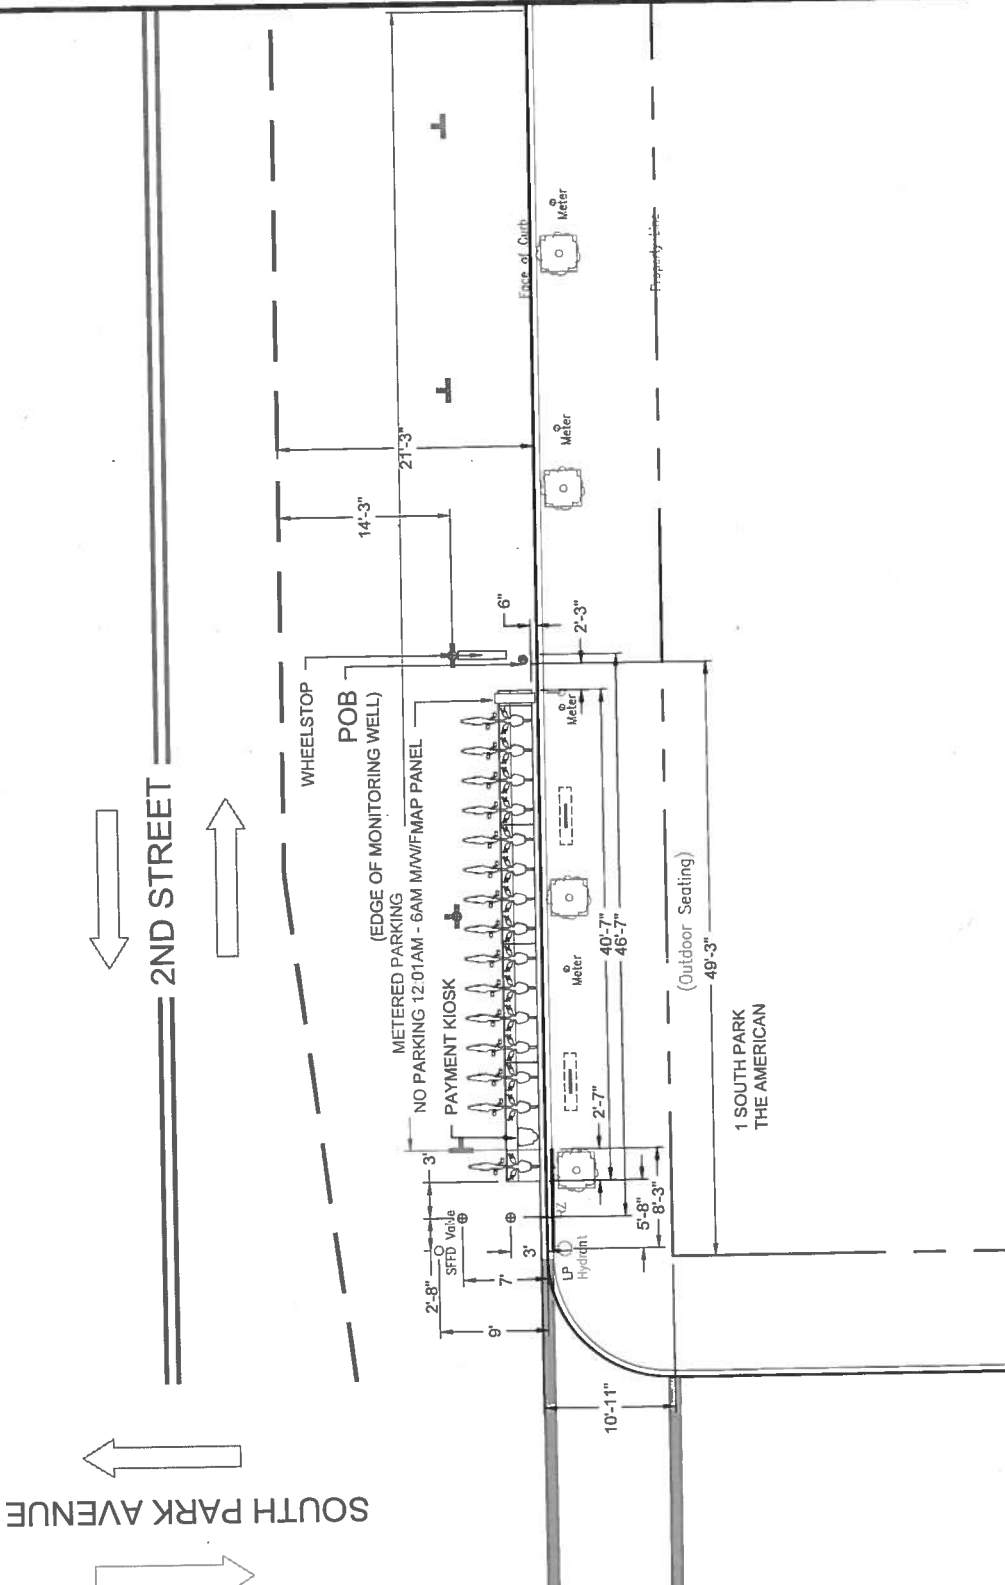 2ND STREET
SOUTH PARK AVENUE
WHEELSTOP
POB
(EDGE OF MONITORING WELL)
METERED PARKING
NO PARKING 12:01AM - 6AM M/W/F
MAP PANEL
PAYMENT KIOSK
SFFD Valve
LP
Hydrant
RZ
Meter
Meter
Meter
Meter
Face of Curb
Property Line
(Outdoor Seating)
1 SOUTH PARK
THE AMERICAN
21'-3"
14'-3"
6"
2'-3"
40'-7"
46'-7"
49'-3"
2'-7"
5'-8"
8'-3"
3'
3'
2'-8"
7'
9'
10'-11"